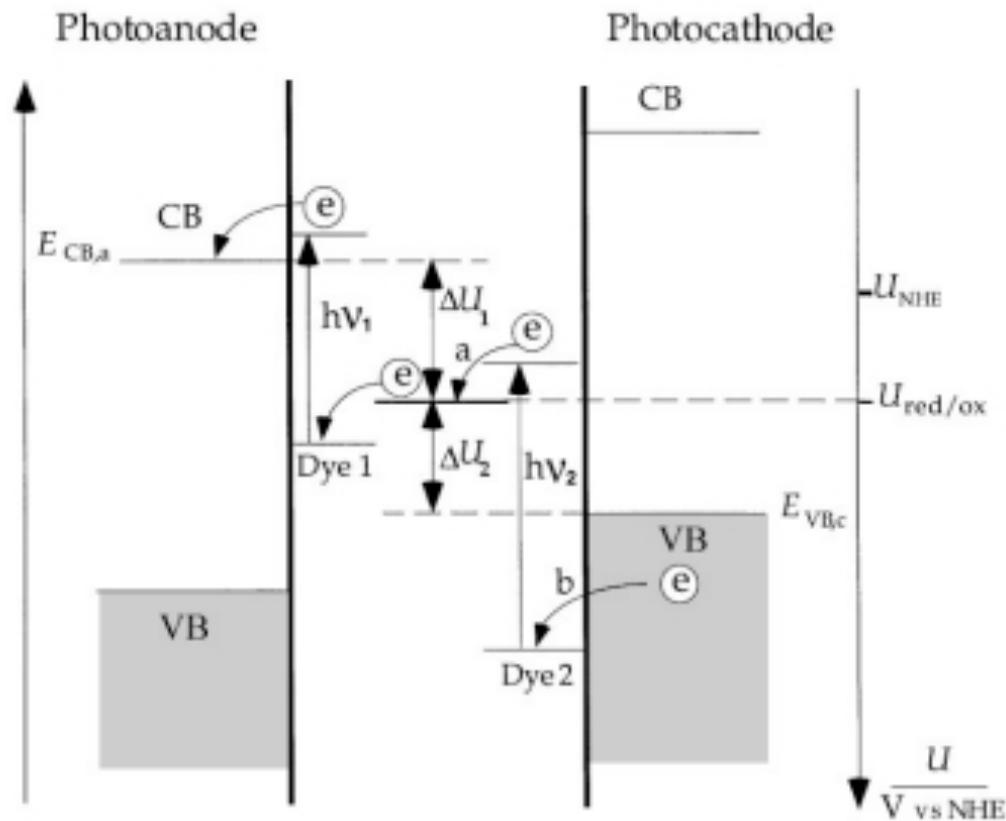 Photoanode
Photocathode
CB
CB
e
E CB,a
U NHE
hν₁
ΔU₁
e
a
e
U red/ox
Dye 1
ΔU₂
hν₂
E VB,c
VB
b
e
VB
Dye 2
U
V vs NHE